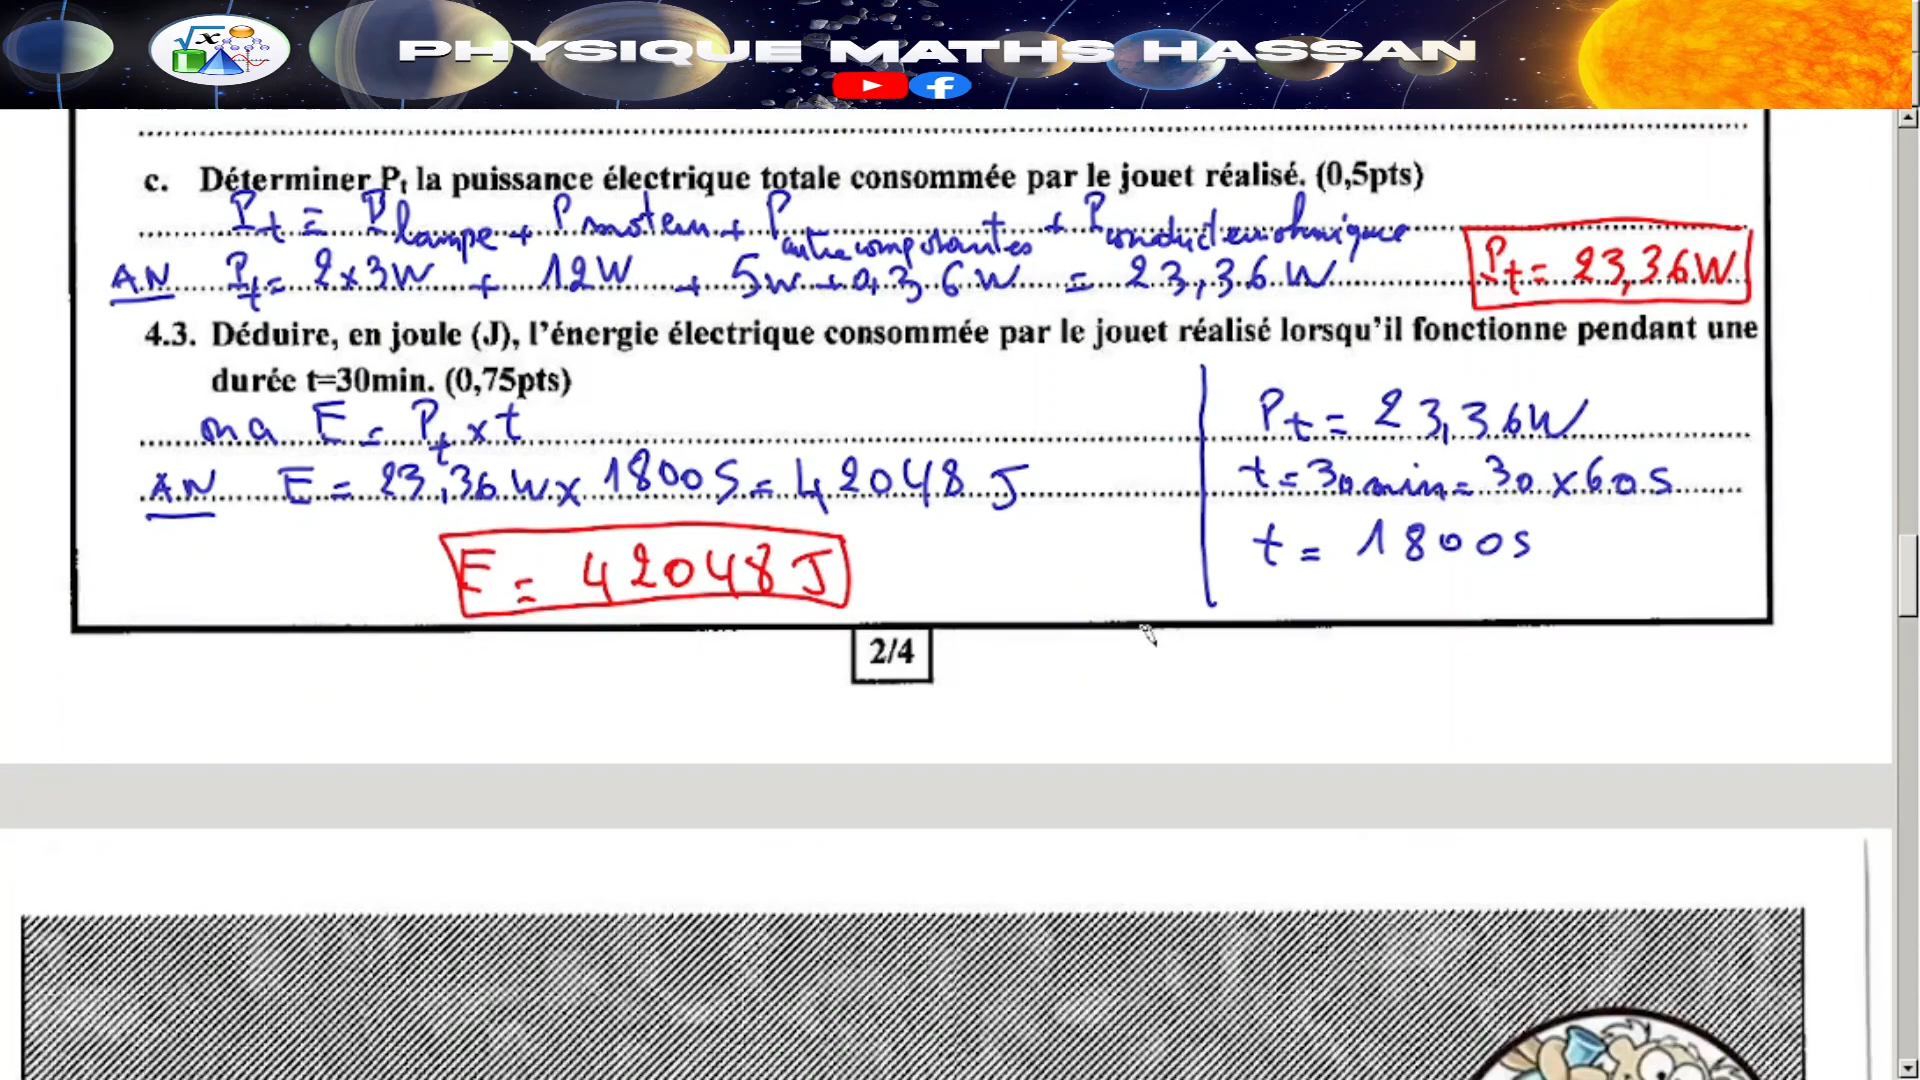 PHYSIQUE MATHS HASSAN
c. Déterminer Pt la puissance électrique totale consommée par le jouet réalisé. (0,5pts)
Pt = Plampe + Pmoteur + Pautre composantes + Pconducteur ohmique
AN Pt = 2x3W + 12W + 5W + 0,36W = 23,36W
Pt = 23,36W
4.3. Déduire, en joule (J), l’énergie électrique consommée par le jouet réalisé lorsqu’il fonctionne pendant une
durée t=30min. (0,75pts)
on a E = Pt x t
AN E = 23,36W x 1800S = 42048 J
E = 42048 J
Pt = 23,36W
t = 30min = 30 x 60s
t = 1800s
2/4